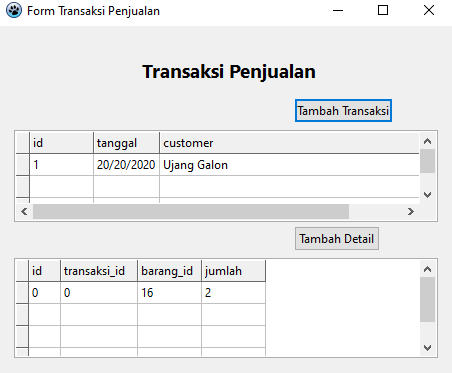 Form Transaksi Penjualan
Transaksi Penjualan
Tambah Transaksi
id tanggal customer
1 20/20/2020 Ujang Galon
Tambah Detail
id transaksi_id barang_id jumlah
0 0 16 2